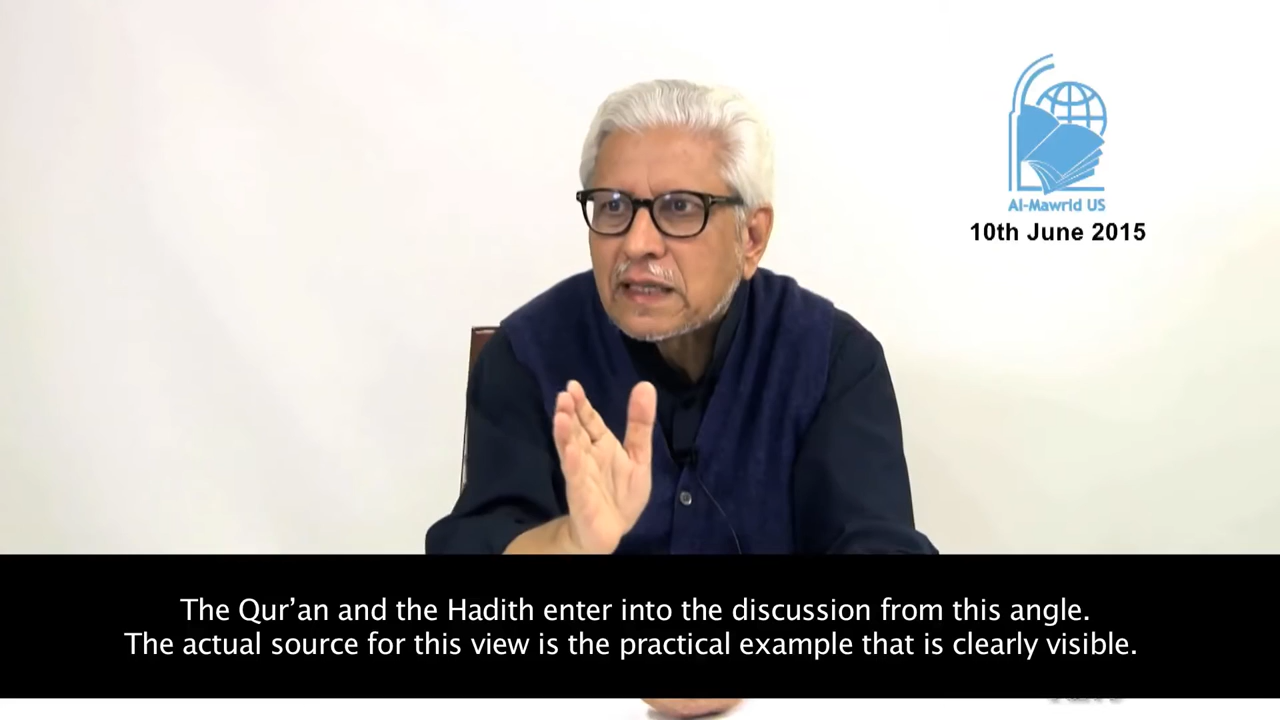 Al-Mawrid US
10th June 2015
The Qur’an and the Hadith enter into the discussion from this angle.
The actual source for this view is the practical example that is clearly visible.